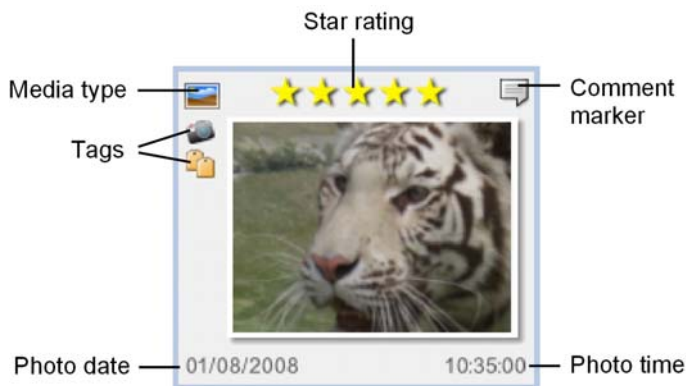 Star rating
Media type
Comment
marker
Tags
Photo date
01/08/2008
10:35:00
Photo time